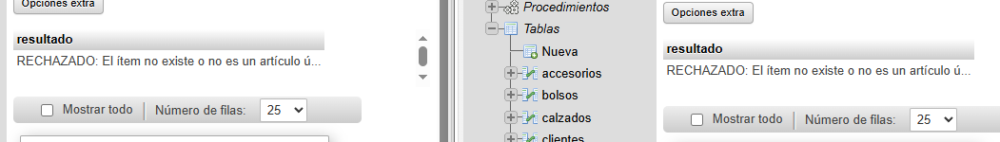 Opciones extra
resultado
RECHAZADO: El ítem no existe o no es un artículo ú...
Mostrar todo
Número de filas:
25
Procedimientos
Tablas
Nueva
accesorios
bolsos
calzados
clientes
Opciones extra
resultado
RECHAZADO: El ítem no existe o no es un artículo ú...
Mostrar todo
Número de filas:
25